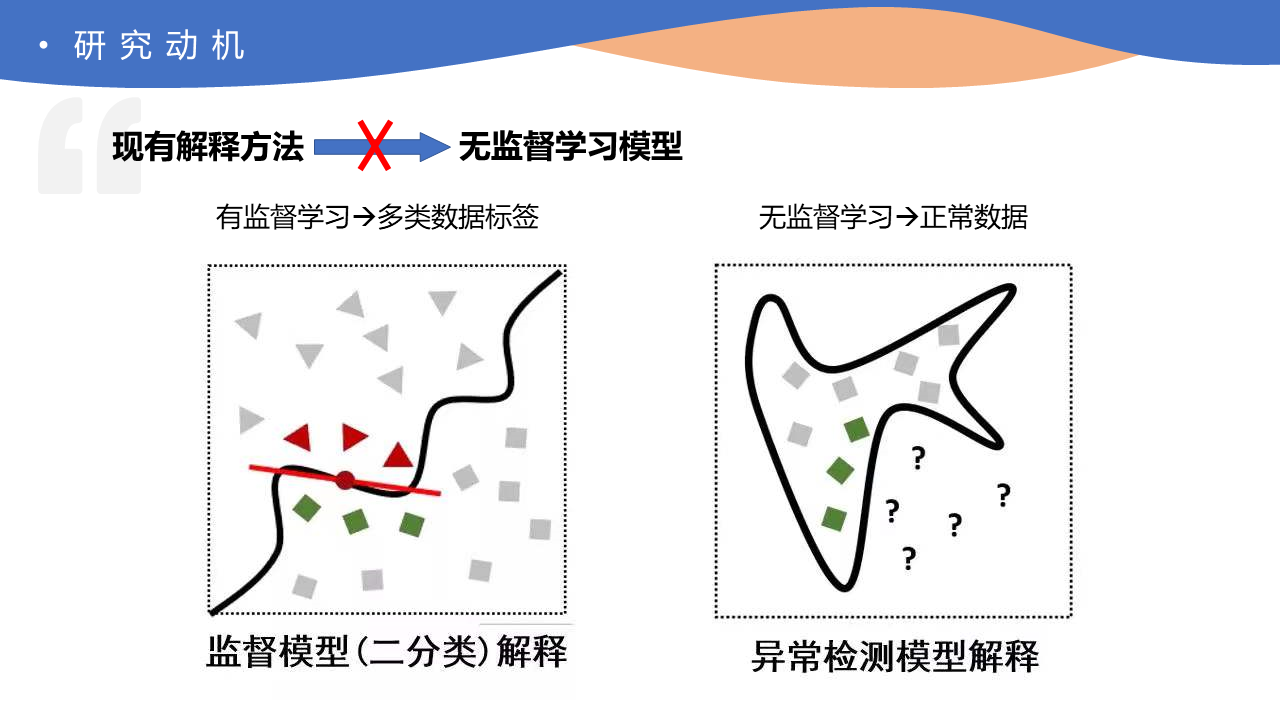 • 研究动机
现有解释方法 无监督学习模型
有监督学习→多类数据标签
无监督学习→正常数据
?
?
?
?
?
监督模型(二分类)解释
异常检测模型解释